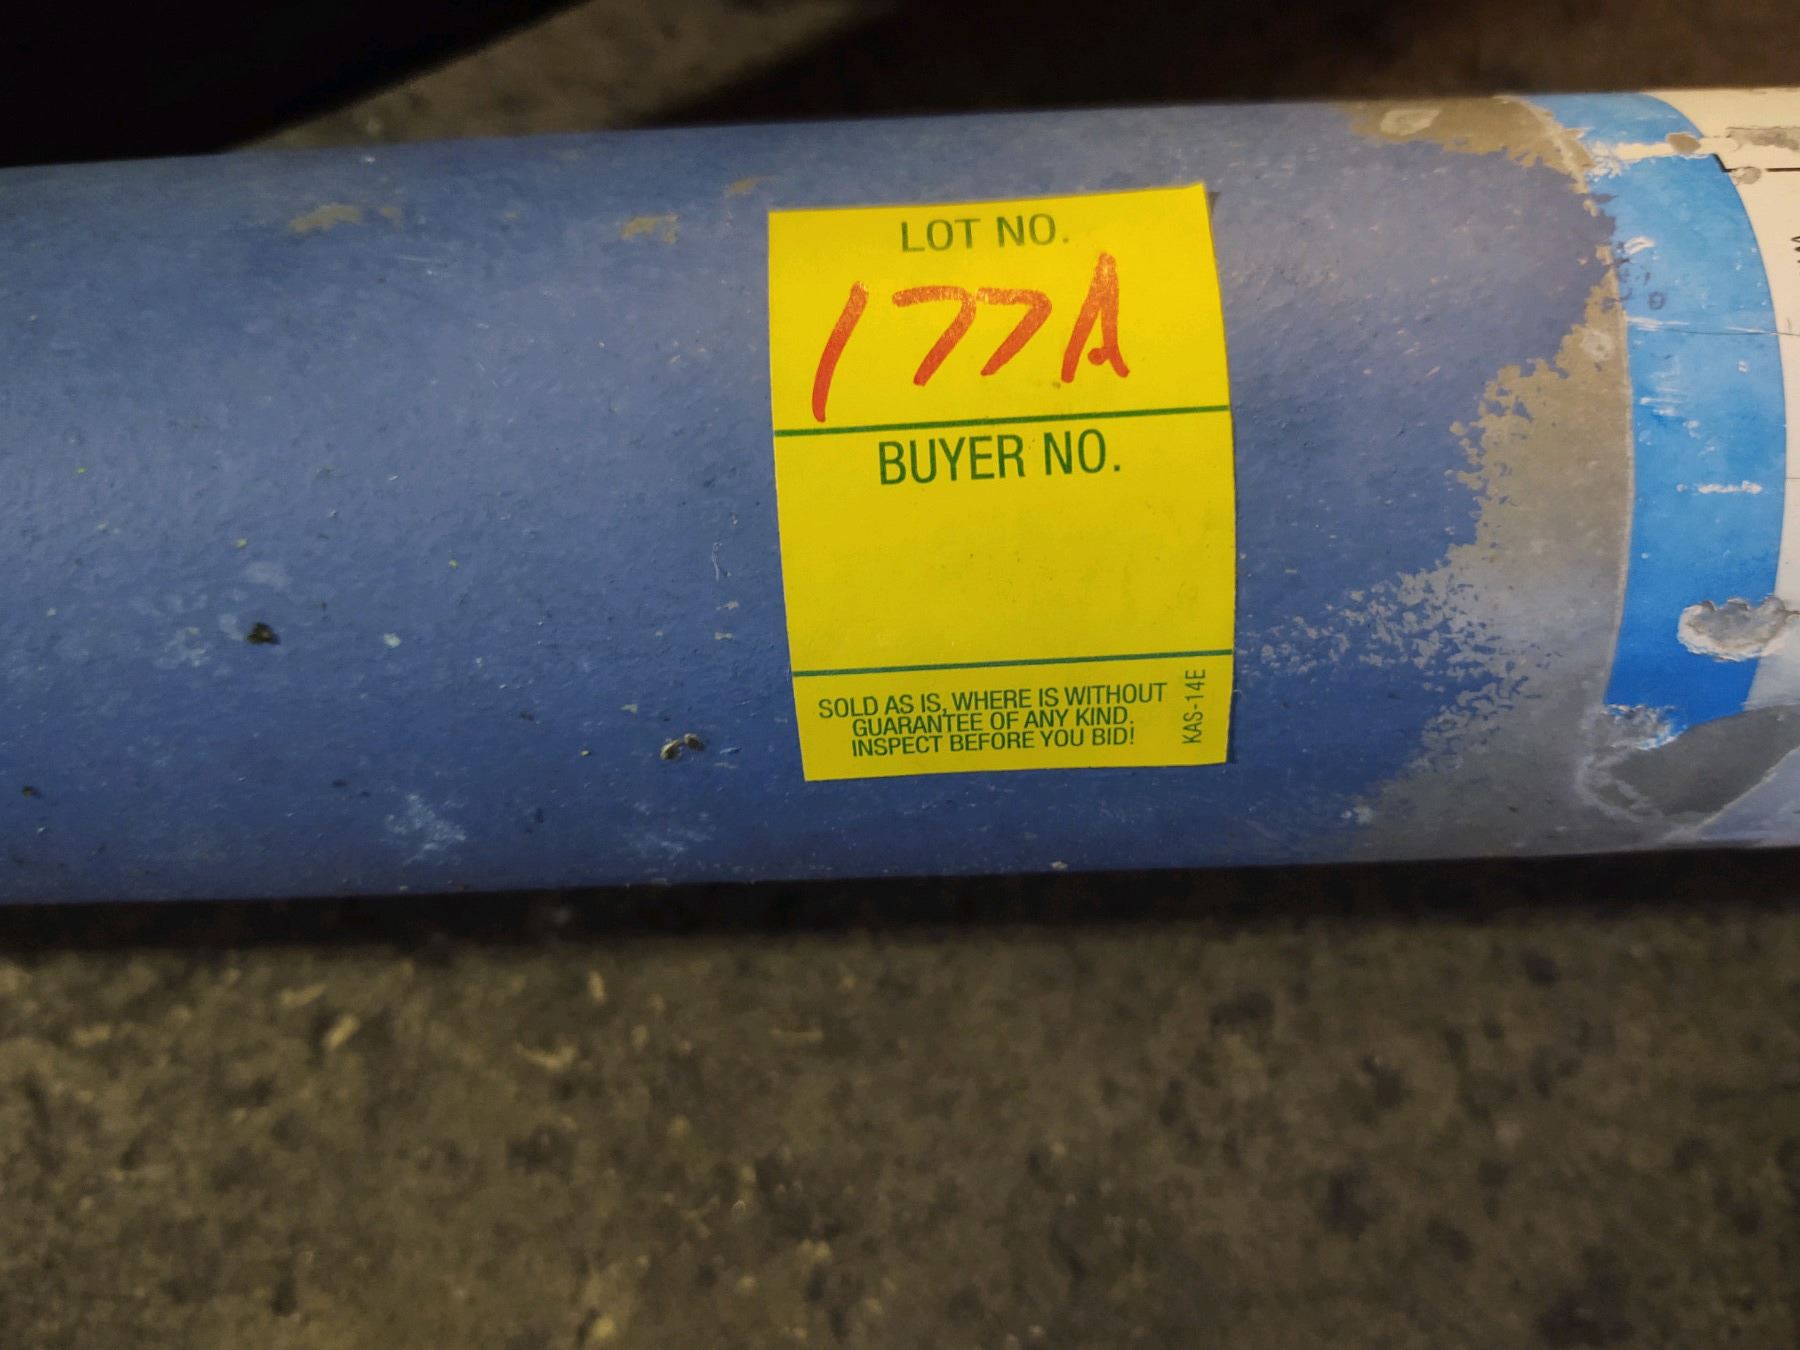 LOT NO.
177A
BUYER NO.
SOLD AS IS, WHERE IS WITHOUT
GUARANTEE OF ANY KIND.
INSPECT BEFORE YOU BID!
KAS-14E